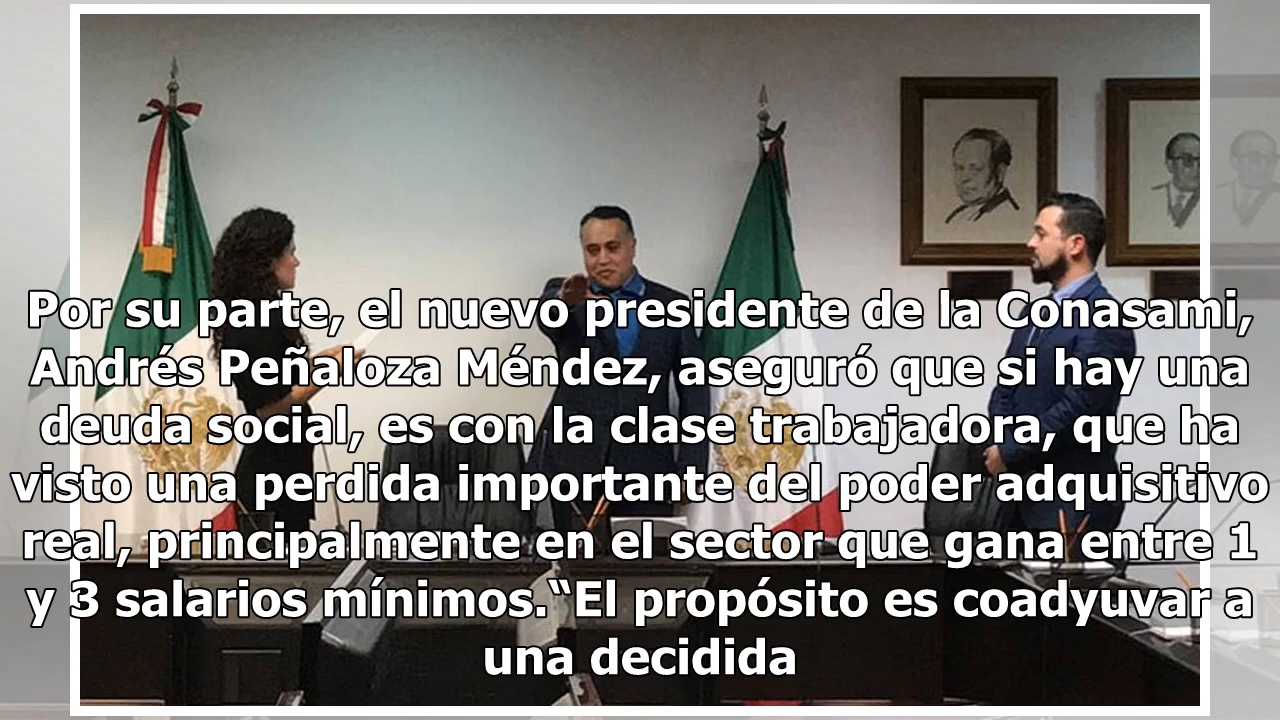 Por su parte, el nuevo presidente de la Conasami,
Andrés Peñaloza Méndez, aseguró que si hay una
deuda social, es con la clase trabajadora, que ha
visto una perdida importante del poder adquisitivo
real, principalmente en el sector que gana entre 1
y 3 salarios mínimos.“El propósito es coadyuvar a
una decidida